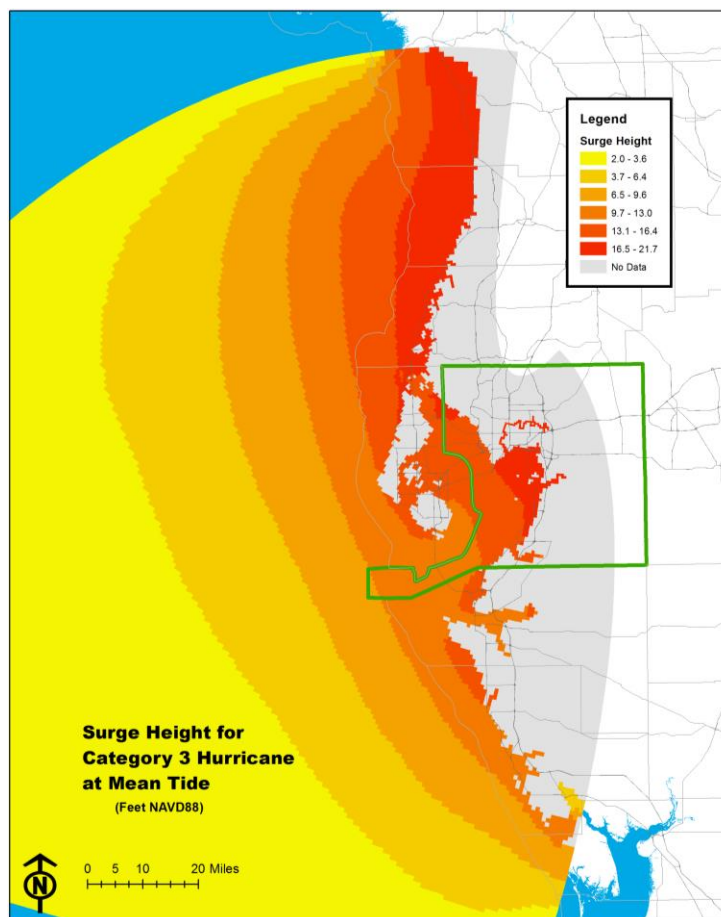 Legend
Surge Height
2.0 - 3.6
3.7 - 6.4
6.5 - 9.6
9.7 - 13.0
13.1 - 16.4
16.5 - 21.7
No Data
Surge Height for
Category 3 Hurricane
at Mean Tide
(Feet NAVD88)
N
0 5 10 20 Miles